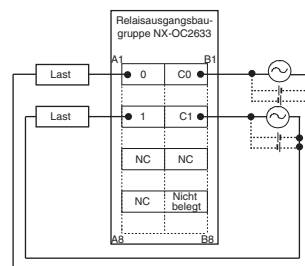 Relaisausgangsbau-
gruppe NX-OC2633
A1 B1
Last 0 C0
Last 1 C1
NC NC
NC Nicht
belegt
A8 B8